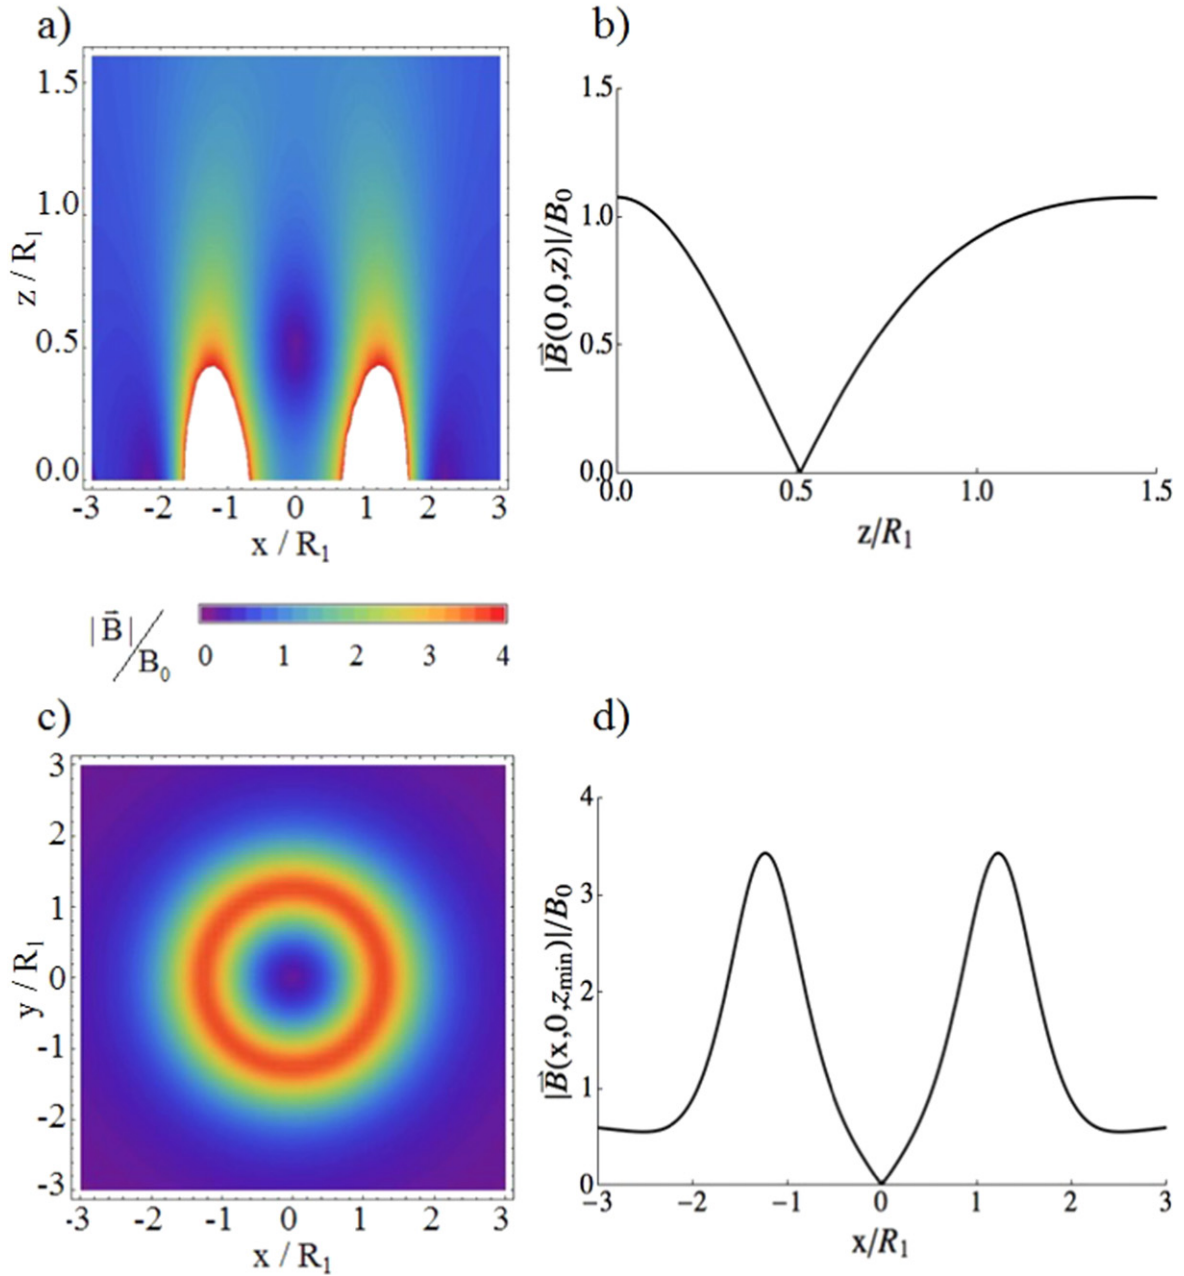 a)
z / R₁
1.5
1.0
0.5
0.0
-3 -2 -1 0 1 2 3
x / R₁
b)
|B⃗(0,0,z)|/B₀
1.5
1.0
0.5
0.0
0.0 0.5 1.0 1.5
z/R₁
|B⃗|/B₀
0 1 2 3 4
c)
y / R₁
3
2
1
0
-1
-2
-3
-3 -2 -1 0 1 2 3
x / R₁
d)
|B⃗(x,0,zₘᵢₙ)|/B₀
4
3
2
1
0
−3 −2 −1 0 1 2 3
x/R₁